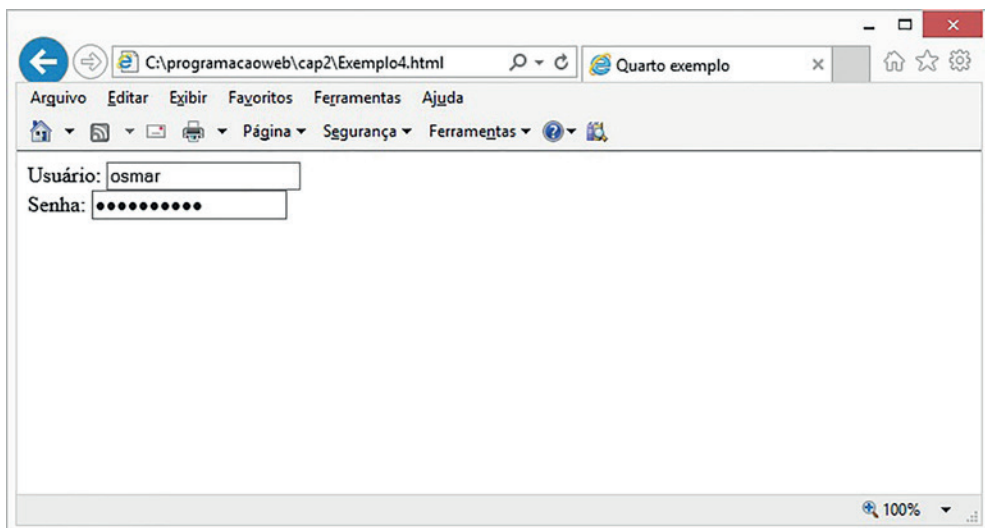 C:\programacaoweb\cap2\Exemplo4.html
Quarto exemplo
Arquivo Editar Exibir Favoritos Ferramentas Ajuda
Página Segurança Ferramentas
Usuário: osmar
Senha: ●●●●●●●●●●
100%